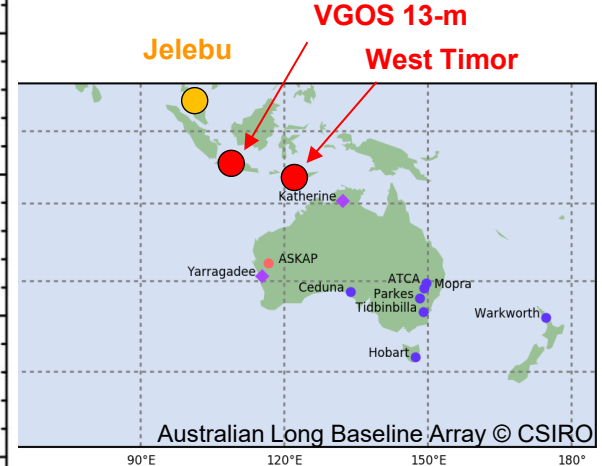 VGOS 13-m
Jelebu
West Timor
Katherine
ASKAP
Yarragadee
Ceduna
ATCA
Mopra
Parkes
Tidbinbilla
Warkworth
Hobart
Australian Long Baseline Array © CSIRO
90°E 120°E 150°E 180°